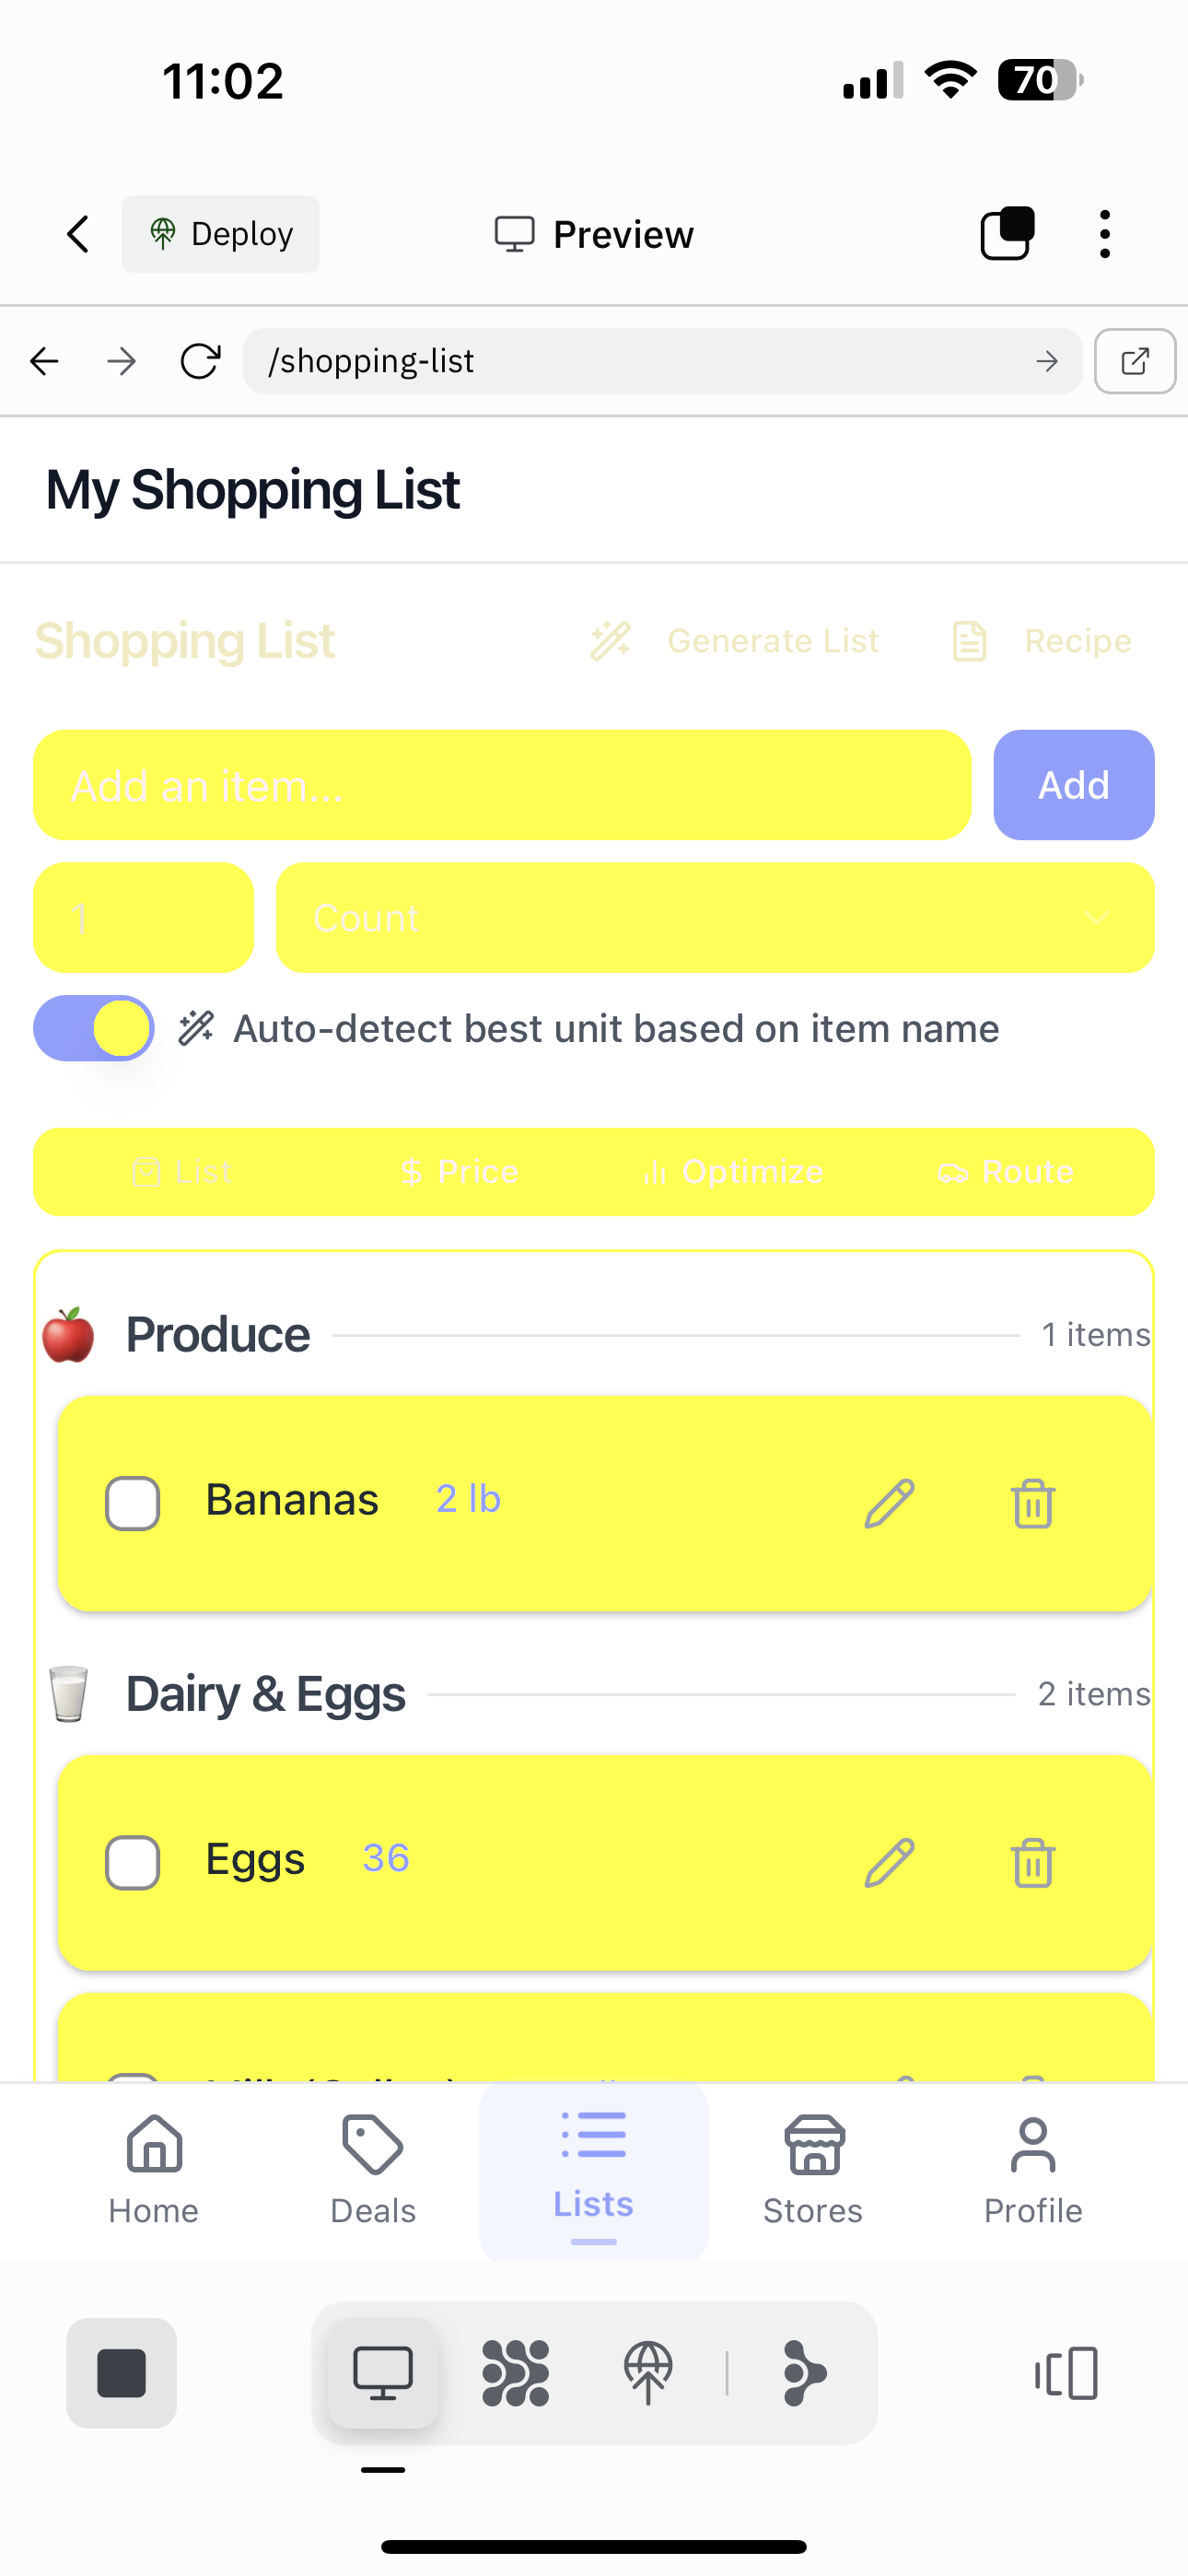 11:02
70
Deploy
Preview
/shopping-list
My Shopping List
Shopping List
Generate List
Recipe
Add an item...
Add
1
Count
Auto-detect best unit based on item name
List
Price
Optimize
Route
Produce
1 items
Bananas
2 lb
Dairy & Eggs
2 items
Eggs
36
Home
Deals
Lists
Stores
Profile